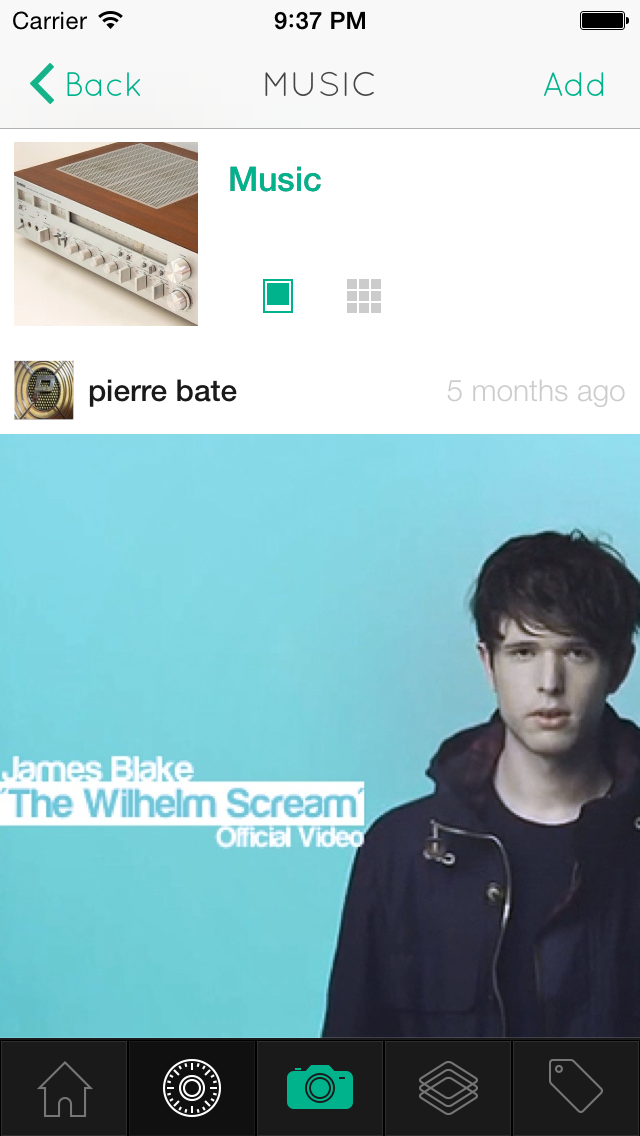 Carrier 9:37 PM
Back MUSIC Add
Music
pierre bate 5 months ago
James Blake
'The Wilhelm Scream'
Official Video